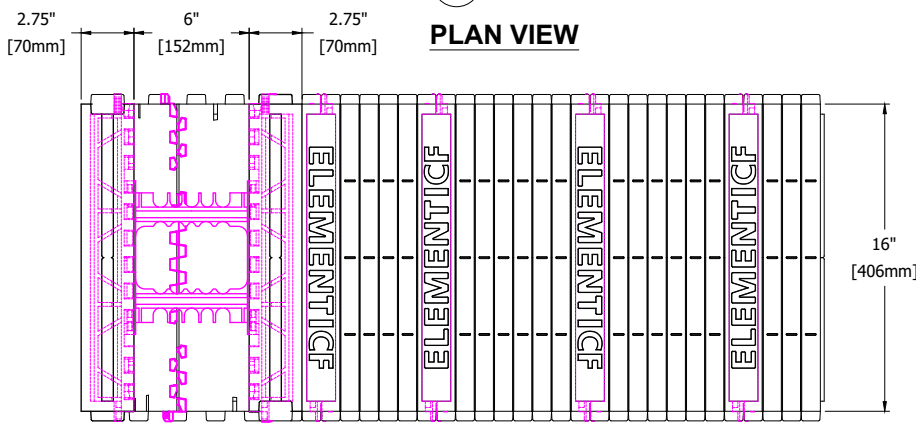 2.75"
[70mm]
6"
[152mm]
2.75"
[70mm]
PLAN VIEW
ELEMENTICF
ELEMENTICF
ELEMENTICF
ELEMENTICF
16"
[406mm]